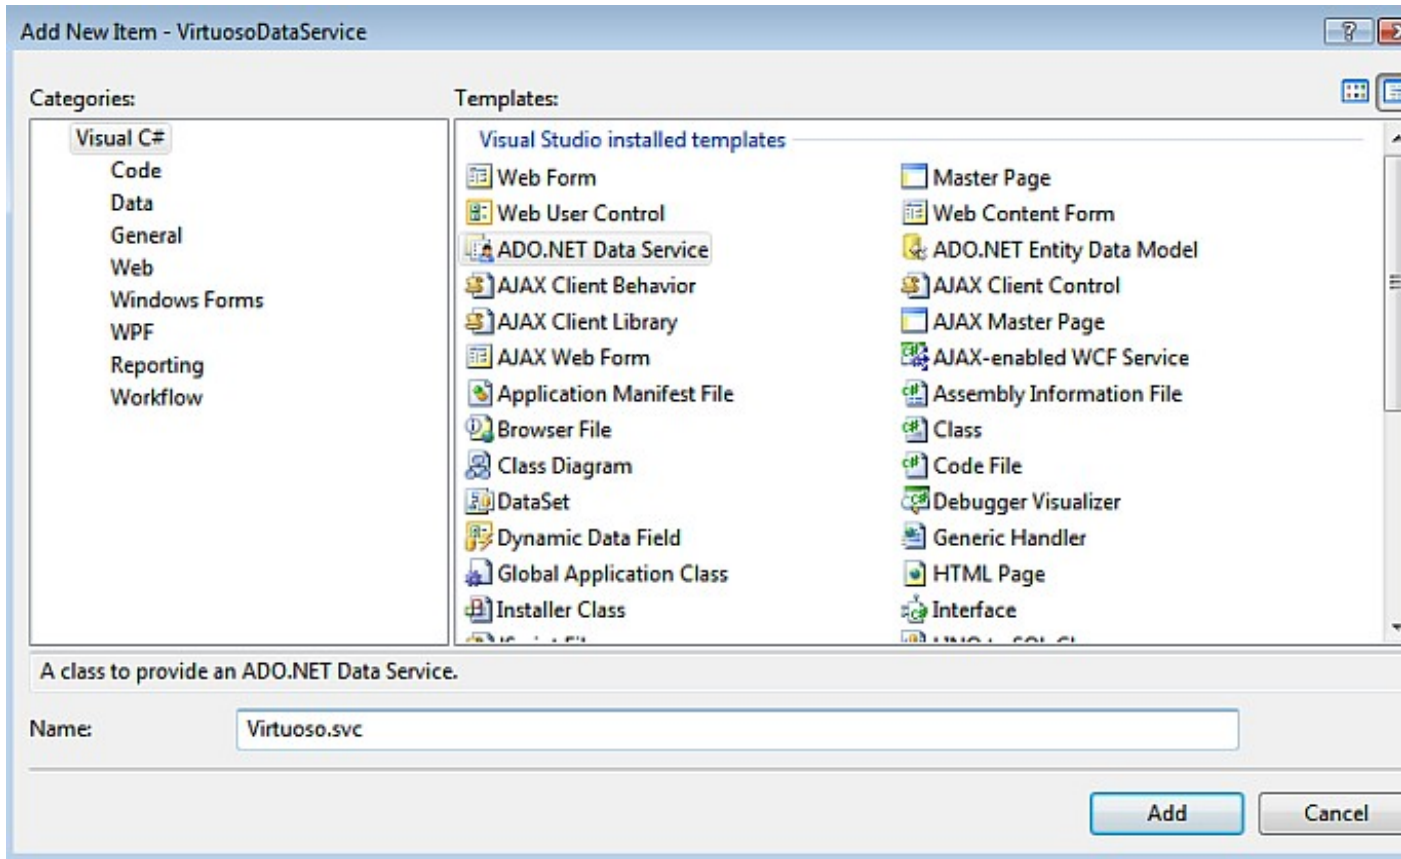 Add New Item - VirtuosoDataService
Categories:
Templates:
Visual C#
Code
Data
General
Web
Windows Forms
WPF
Reporting
Workflow
Visual Studio installed templates
Web Form
Master Page
Web User Control
Web Content Form
ADO.NET Data Service
ADO.NET Entity Data Model
AJAX Client Behavior
AJAX Client Control
AJAX Client Library
AJAX Master Page
AJAX Web Form
AJAX-enabled WCF Service
Application Manifest File
Assembly Information File
Browser File
Class
Class Diagram
Code File
DataSet
Debugger Visualizer
Dynamic Data Field
Generic Handler
Global Application Class
HTML Page
Installer Class
Interface
A class to provide an ADO.NET Data Service.
Name:
Virtuoso.svc
Add
Cancel